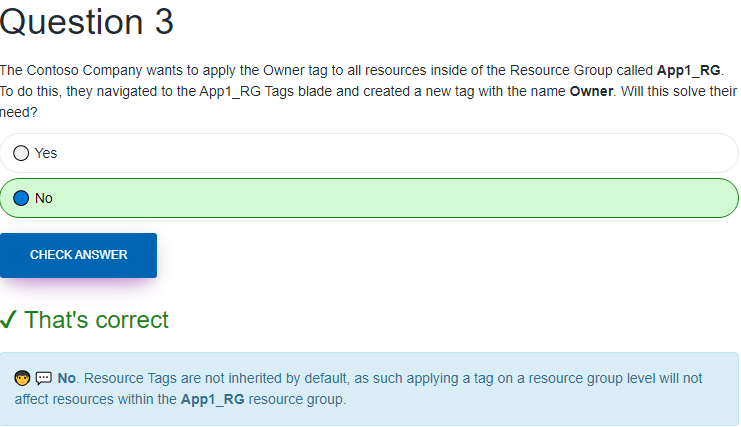 Question 3
The Contoso Company wants to apply the Owner tag to all resources inside of the Resource Group called App1_RG.
To do this, they navigated to the App1_RG Tags blade and created a new tag with the name Owner. Will this solve their
need?
Yes
No
CHECK ANSWER
✓ That's correct
No. Resource Tags are not inherited by default, as such applying a tag on a resource group level will not
affect resources within the App1_RG resource group.